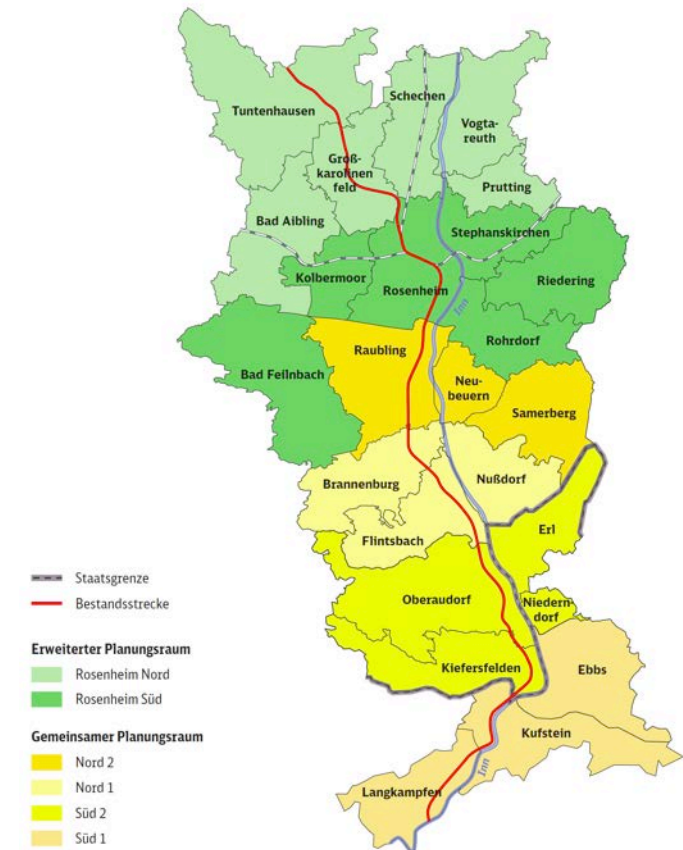 Tuntenhausen
Schechen
Vogta-
reuth
Groß-
karolinen
feld
Prutting
Bad Aibling
Stephanskirchen
Kolbermoor
Riedering
Rosenheim
Inn
Rohrdorf
Raubling
Bad Feilnbach
Neu-
beuern
Samerberg
Brannenburg
Nußdorf
Flintsbach
Erl
Oberaudorf
Niedern-
dorf
Kiefersfelden
Ebbs
Kufstein
Inn
Langkampfen
Staatsgrenze
Bestandsstrecke
Erweiterter Planungsraum
Rosenheim Nord
Rosenheim Süd
Gemeinsamer Planungsraum
Nord 2
Nord 1
Süd 2
Süd 1